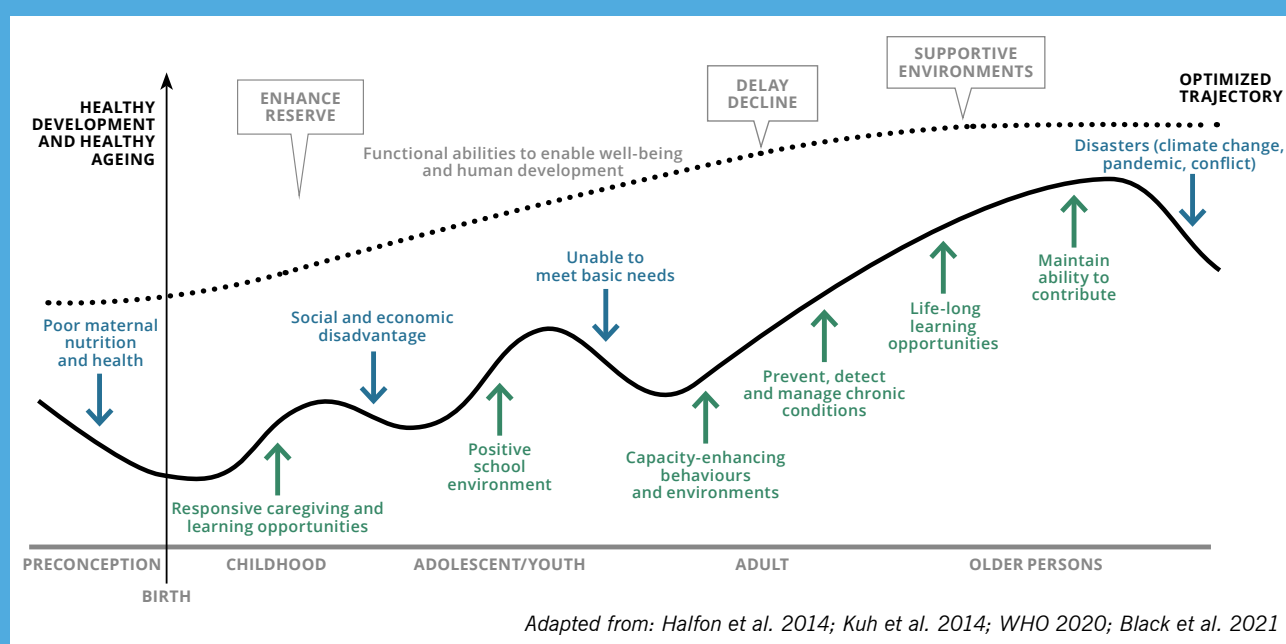 HEALTHY
DEVELOPMENT
AND HEALTHY
AGEING
ENHANCE
RESERVE
DELAY
DECLINE
SUPPORTIVE
ENVIRONMENTS
OPTIMIZED
TRAJECTORY
Functional abilities to enable well-being
and human development
Disasters (climate change,
pandemic, conflict)
Poor maternal
nutrition
and health
Social and economic
disadvantage
Unable to
meet basic needs
Responsive caregiving and
learning opportunities
Positive
school
environment
Capacity-enhancing
behaviours
and environments
Prevent, detect
and manage chronic
conditions
Life-long
learning
opportunities
Maintain
ability to
contribute
PRECONCEPTION
BIRTH
CHILDHOOD
ADOLESCENT/YOUTH
ADULT
OLDER PERSONS
Adapted from: Halfon et al. 2014; Kuh et al. 2014; WHO 2020; Black et al. 2021